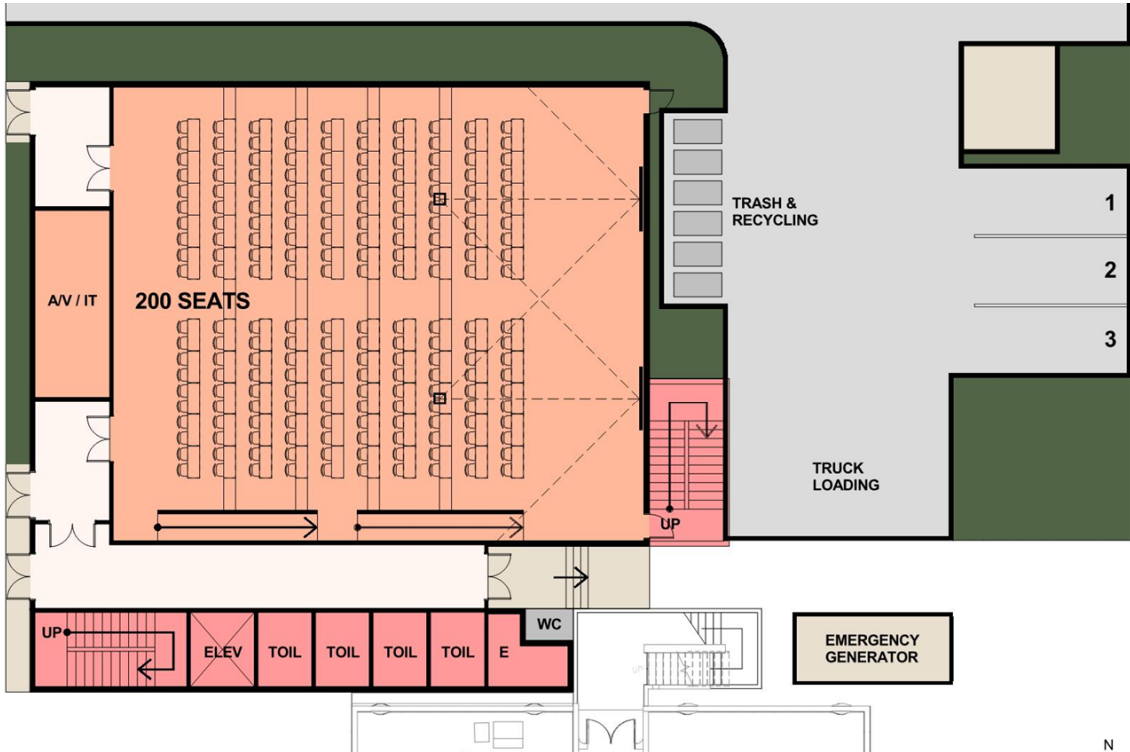 TRASH &
RECYCLING
1
2
3
A/V / IT
200 SEATS
TRUCK
LOADING
UP
UP
ELEV
TOIL
TOIL
TOIL
TOIL
E
WC
UP
EMERGENCY
GENERATOR
N